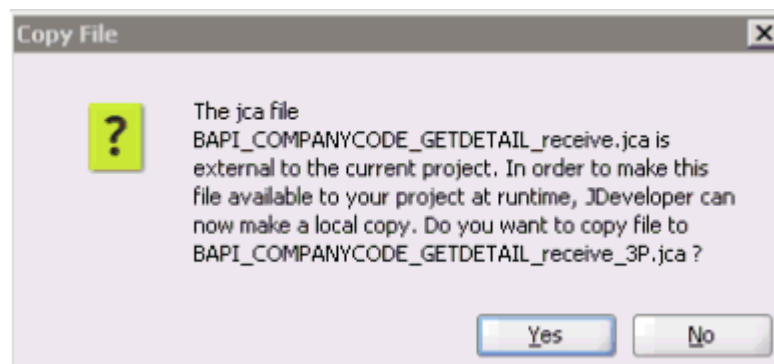 Copy File
The jca file
BAPI_COMPANYCODE_GETDETAIL_receive.jca is
external to the current project. In order to make this
file available to your project at runtime, JDeveloper can
now make a local copy. Do you want to copy file to
BAPI_COMPANYCODE_GETDETAIL_receive_3P.jca ?
Yes No